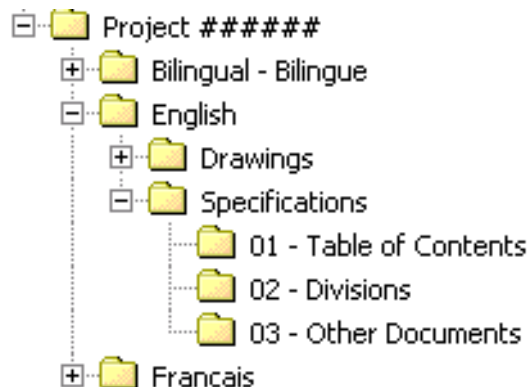 Project ######
Bilingual - Bilingue
English
Drawings
Specifications
01 - Table of Contents
02 - Divisions
03 - Other Documents
Francais